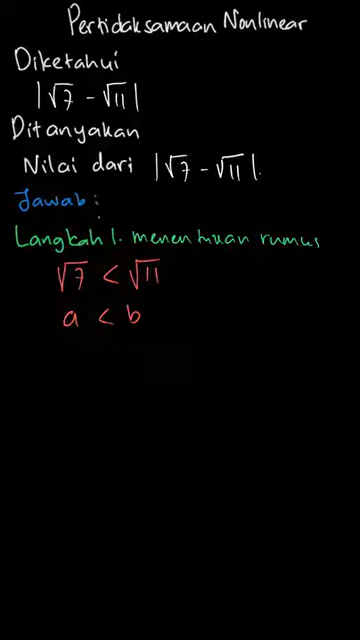 Pertidaksamaan Nonlinear
Diketahui
|√7 - √11|
Ditanyakan
Nilai dari |√7 - √11|.
Jawab :
Langkah 1. menentukan rumus
√7 < √11
a < b